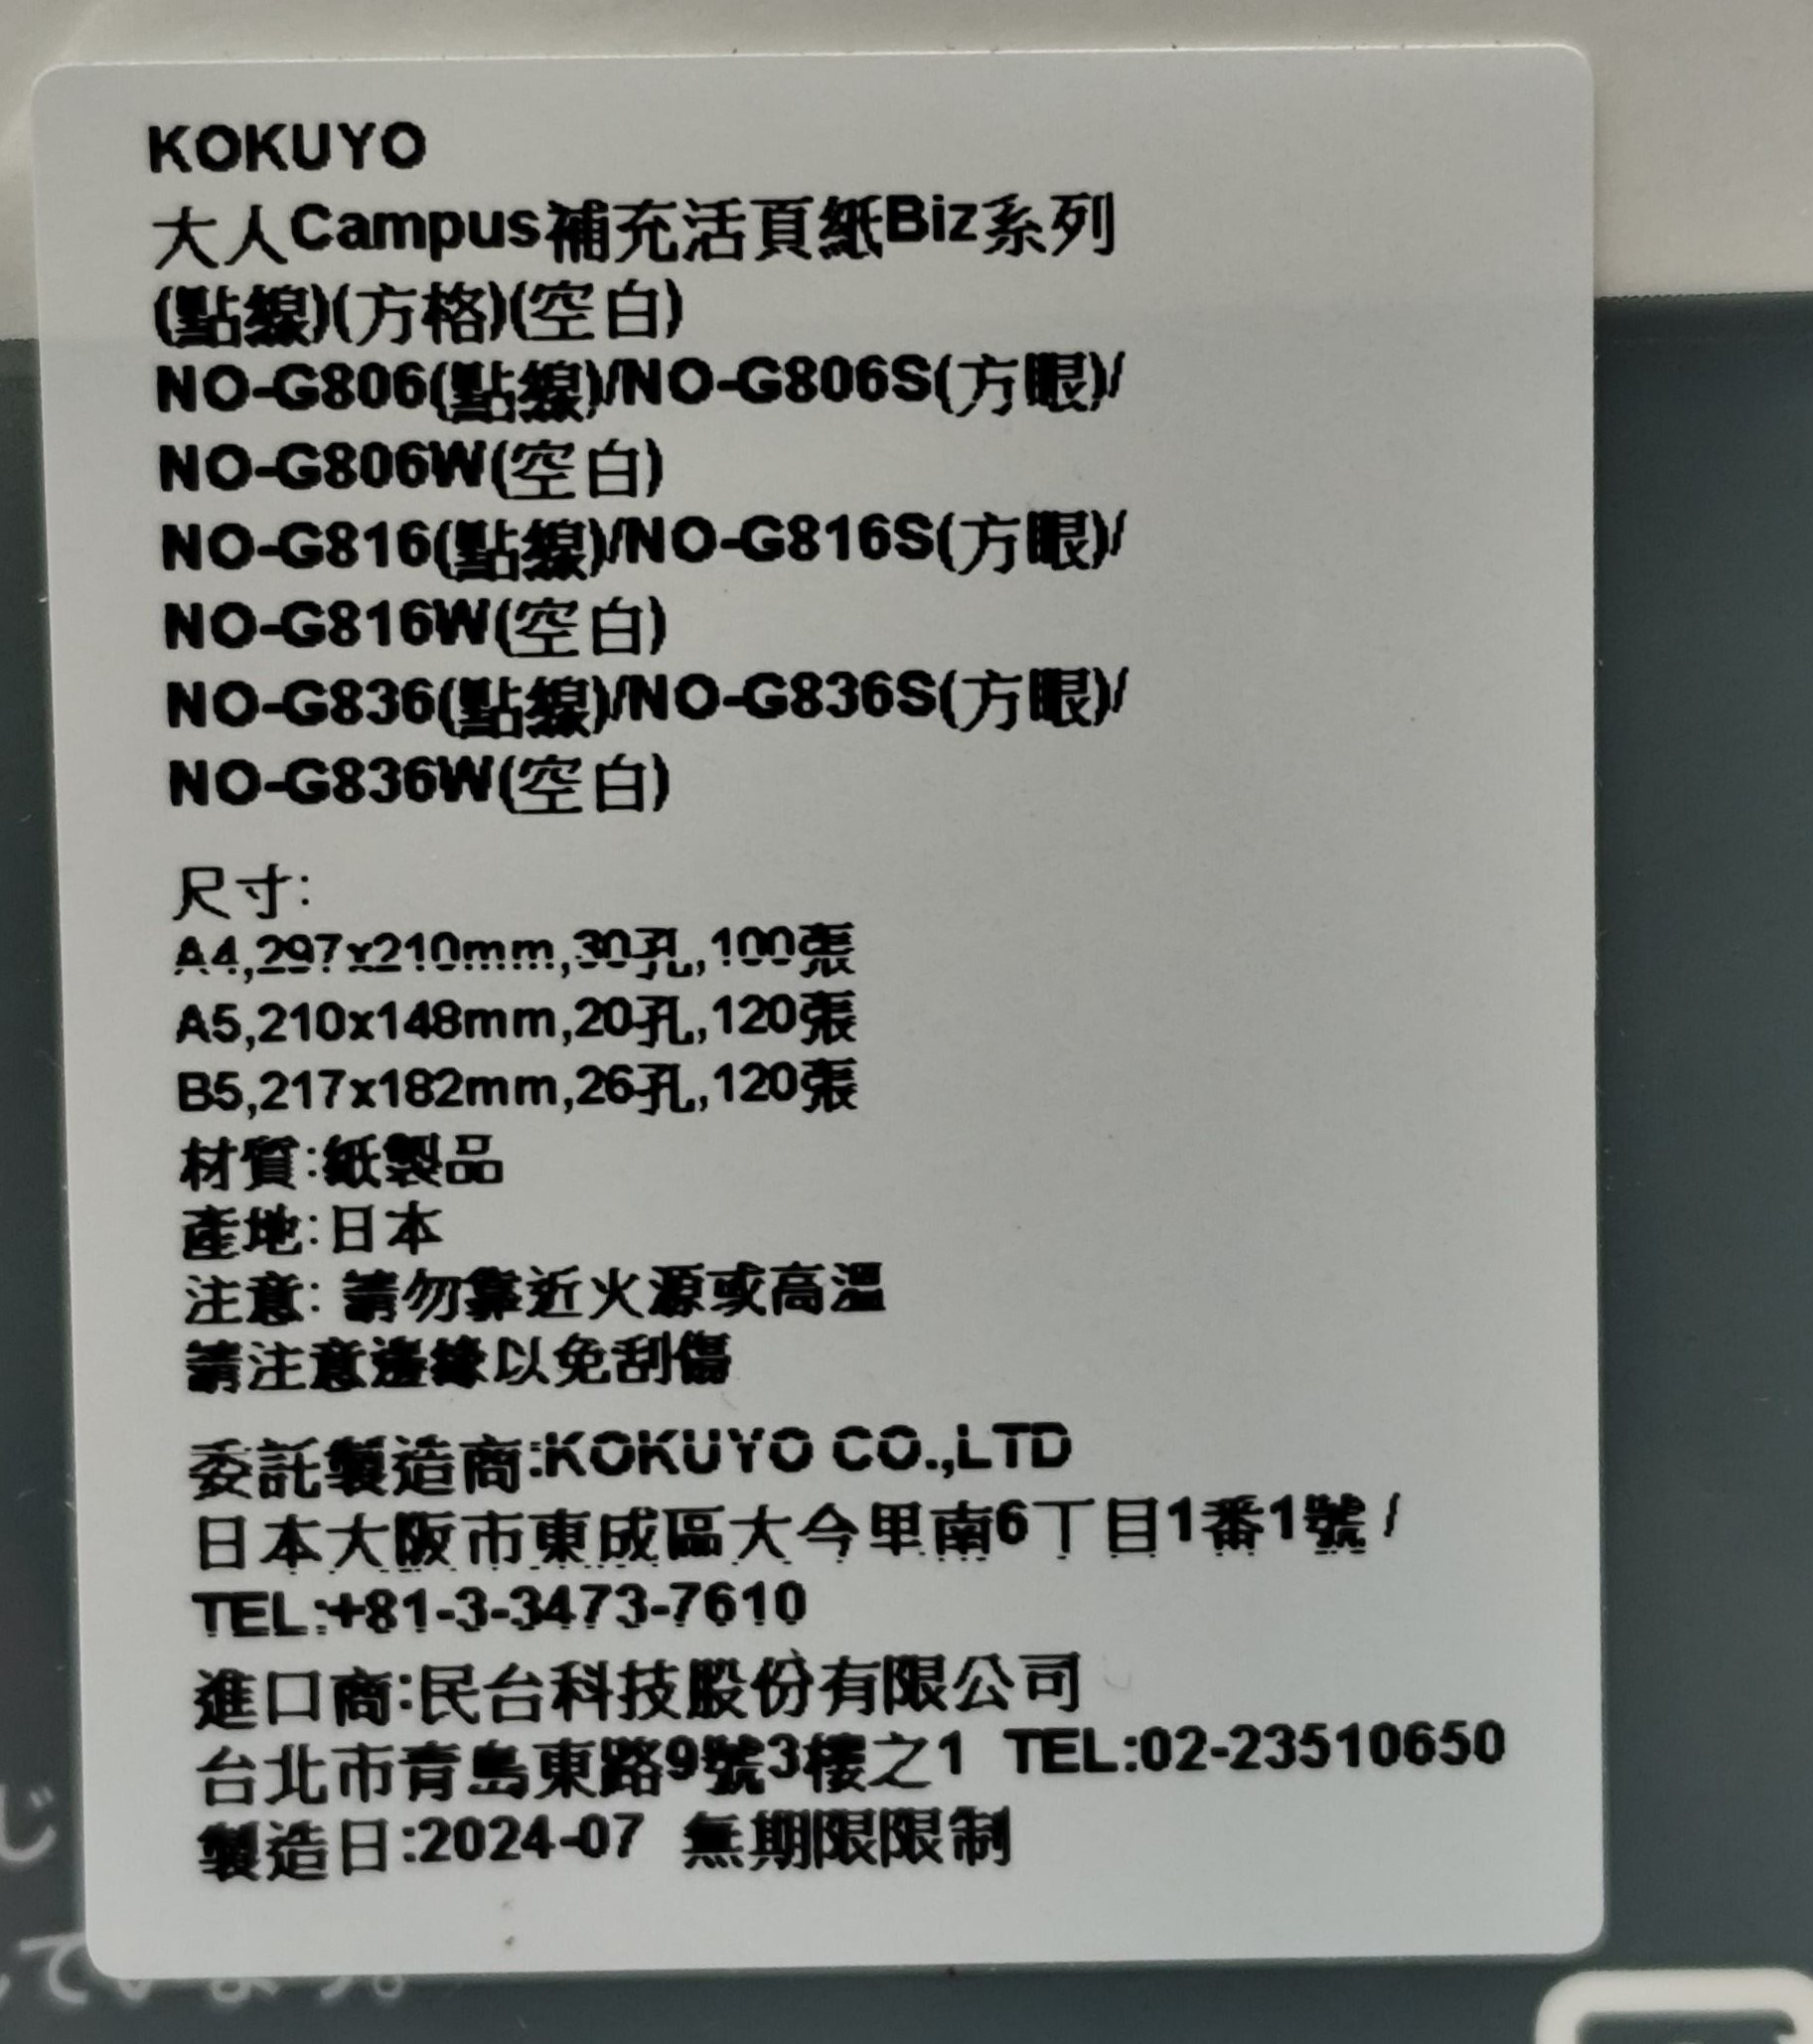 KOKUYO
大人Campus補充活頁紙Biz系列
(點線)(方格)(空白)
NO-G806(點線)/NO-G806S(方眼)/
NO-G806W(空白)
NO-G816(點線)/NO-G816S(方眼)/
NO-G816W(空白)
NO-G836(點線)/NO-G836S(方眼)/
NO-G836W(空白)
尺寸:
A4,297x210mm,30孔,100張
A5,210x148mm,20孔,120張
B5,217x182mm,26孔,120張
材質:紙製品
產地:日本
注意: 請勿靠近火源或高溫
請注意邊緣以免刮傷
委託製造商:KOKUYO CO.,LTD
日本大阪市東成區大今里南6丁目1番1號 /
TEL:+81-3-3473-7610
進口商:民台科技股份有限公司
台北市青島東路9號3樓之1 TEL:02-23510650
製造日:2024-07 無期限限制